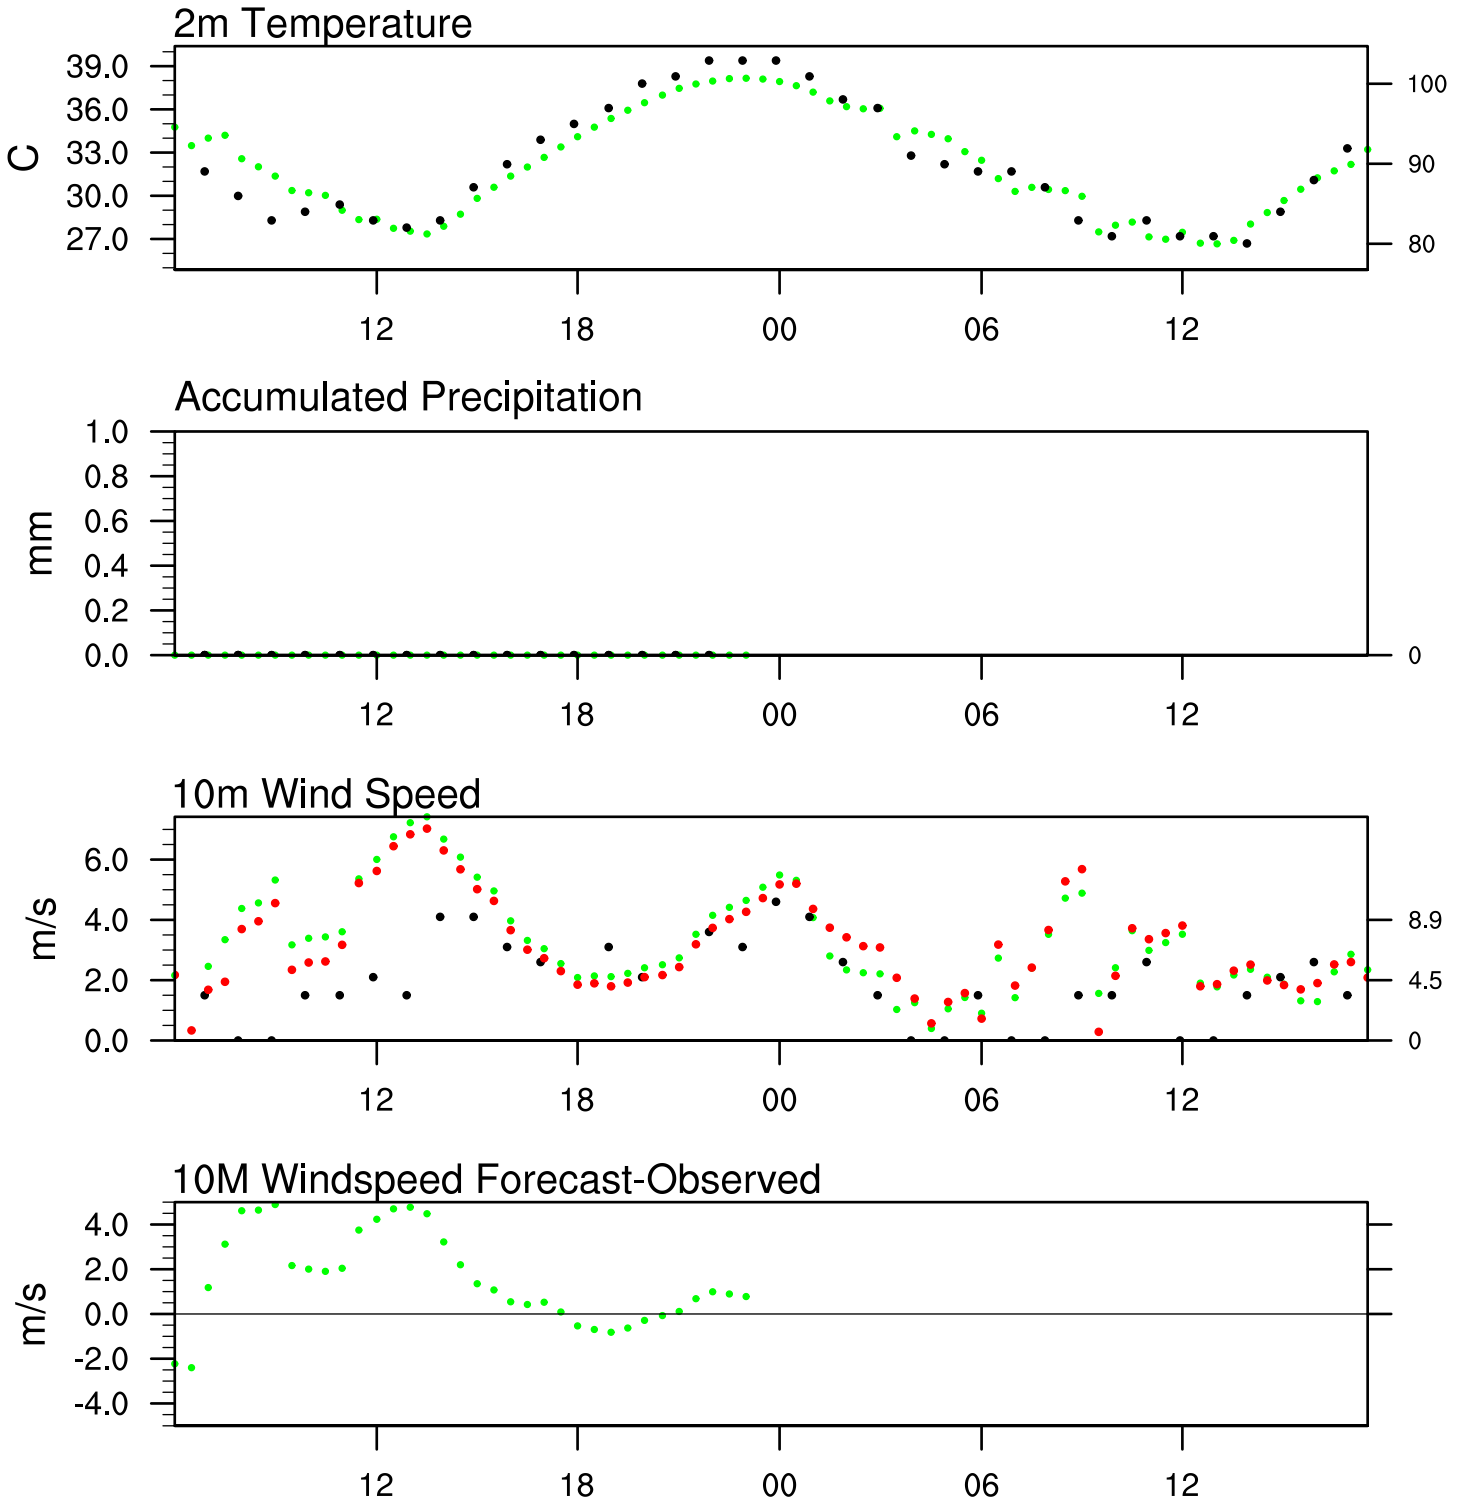 2m Temperature
39.0
36.0
33.0
30.0
27.0
C
100
90
80
12 18 00 06 12
Accumulated Precipitation
1.0
0.8
0.6
0.4
0.2
0.0
mm
0
12 18 00 06 12
10m Wind Speed
6.0
4.0
2.0
0.0
m/s
8.9
4.5
0
12 18 00 06 12
10M Windspeed Forecast-Observed
4.0
2.0
0.0
-2.0
-4.0
m/s
12 18 00 06 12